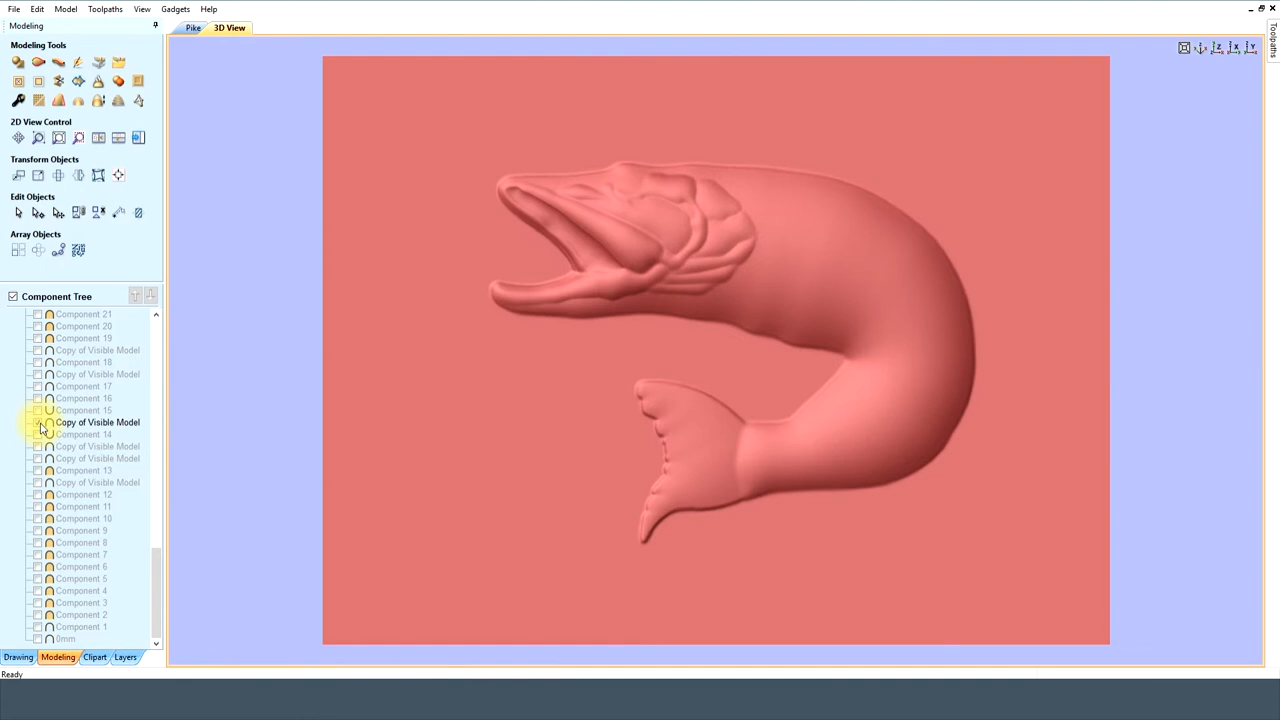 File Edit Model Toolpaths View Gadgets Help
Modeling
Pike 3D View
Toolpaths
Modeling Tools
2D View Control
Transform Objects
Edit Objects
Array Objects
Component Tree
Component 21
Component 20
Component 19
Copy of Visible Model
Component 18
Copy of Visible Model
Component 17
Component 16
Component 15
Copy of Visible Model
Component 14
Copy of Visible Model
Copy of Visible Model
Component 13
Copy of Visible Model
Component 12
Component 11
Component 10
Component 9
Component 8
Component 7
Component 6
Component 5
Component 4
Component 3
Component 2
Component 1
0mm
Drawing Modeling Clipart Layers
Ready